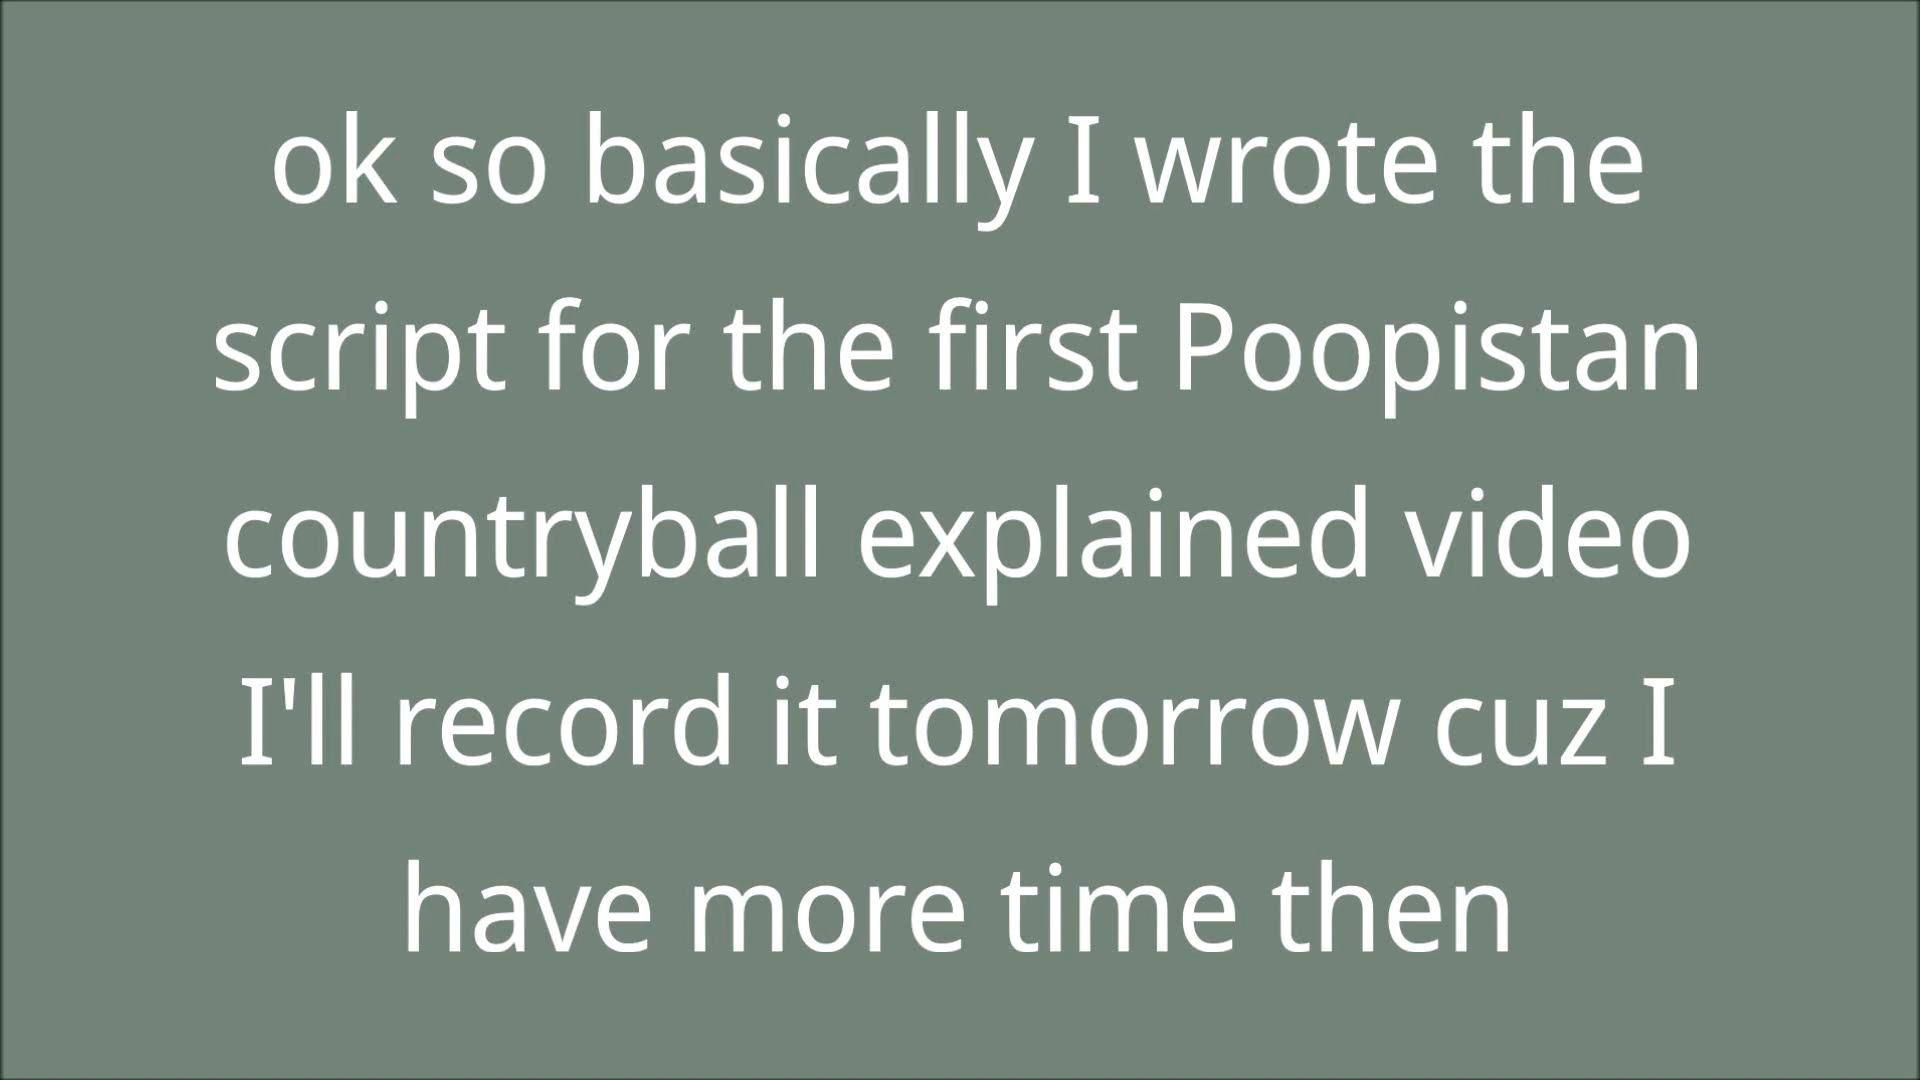 ok so basically I wrote the
script for the first Poopistan
countryball explained video
I'll record it tomorrow cuz I
have more time then